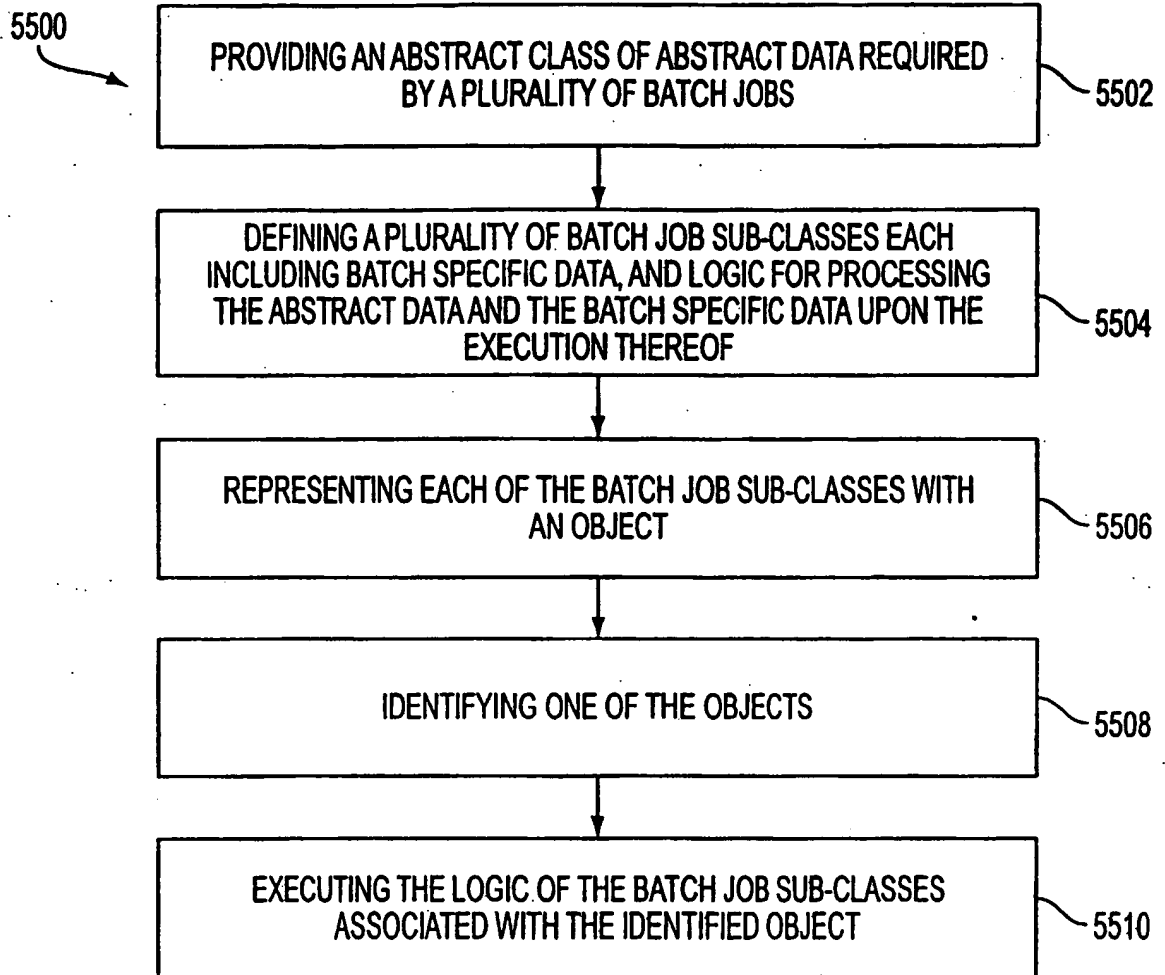 5500
PROVIDING AN ABSTRACT CLASS OF ABSTRACT DATA REQUIRED
BY A PLURALITY OF BATCH JOBS
5502
DEFINING A PLURALITY OF BATCH JOB SUB-CLASSES EACH
INCLUDING BATCH SPECIFIC DATA, AND LOGIC FOR PROCESSING
THE ABSTRACT DATA AND THE BATCH SPECIFIC DATA UPON THE
EXECUTION THEREOF
5504
REPRESENTING EACH OF THE BATCH JOB SUB-CLASSES WITH
AN OBJECT
5506
IDENTIFYING ONE OF THE OBJECTS
5508
EXECUTING THE LOGIC OF THE BATCH JOB SUB-CLASSES
ASSOCIATED WITH THE IDENTIFIED OBJECT
5510